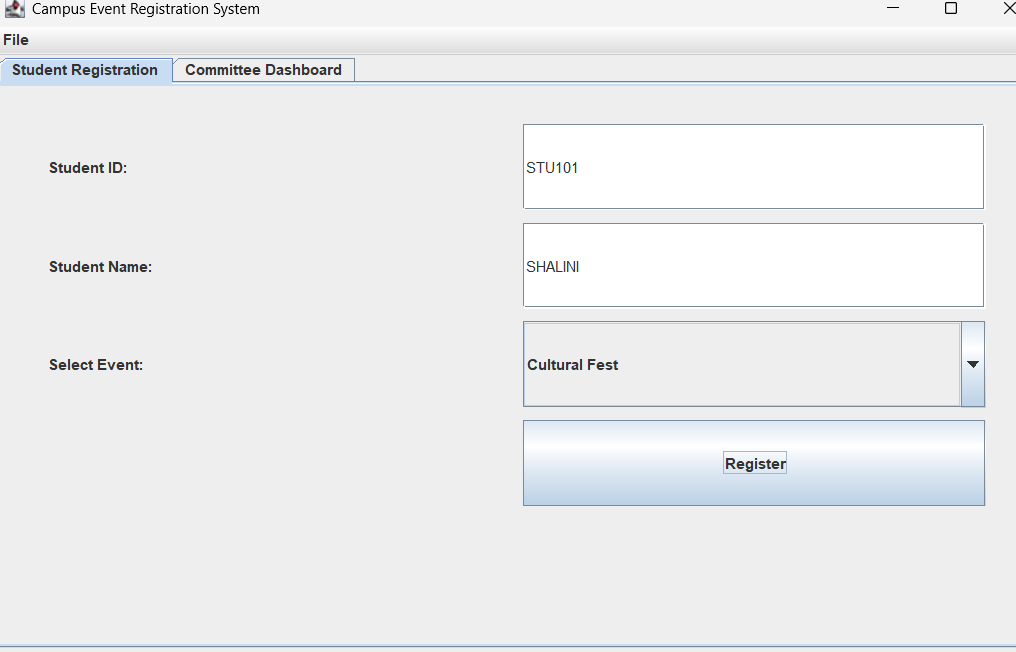 Campus Event Registration System
File
Student Registration Committee Dashboard
Student ID: STU101
Student Name: SHALINI
Select Event: Cultural Fest
Register